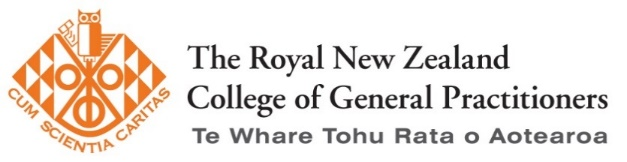 CUM SCIENTIA CARITAS
The Royal New Zealand
College of General Practitioners
Te Whare Tohu Rata o Aotearoa